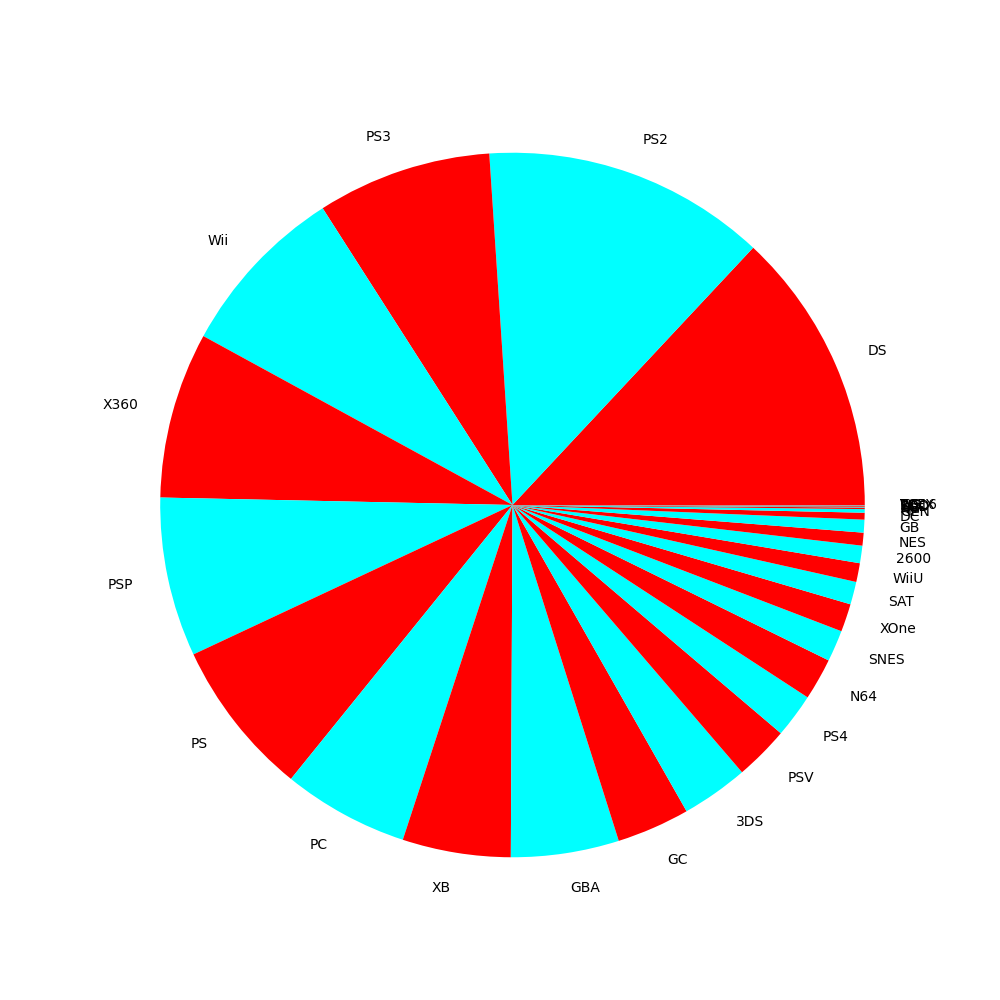 PS3
PS2
Wii
DS
X360
GB
NES
2600
PSP
WiiU
SAT
XOne
SNES
N64
PS
PS4
PSV
3DS
PC
GC
XB
GBA